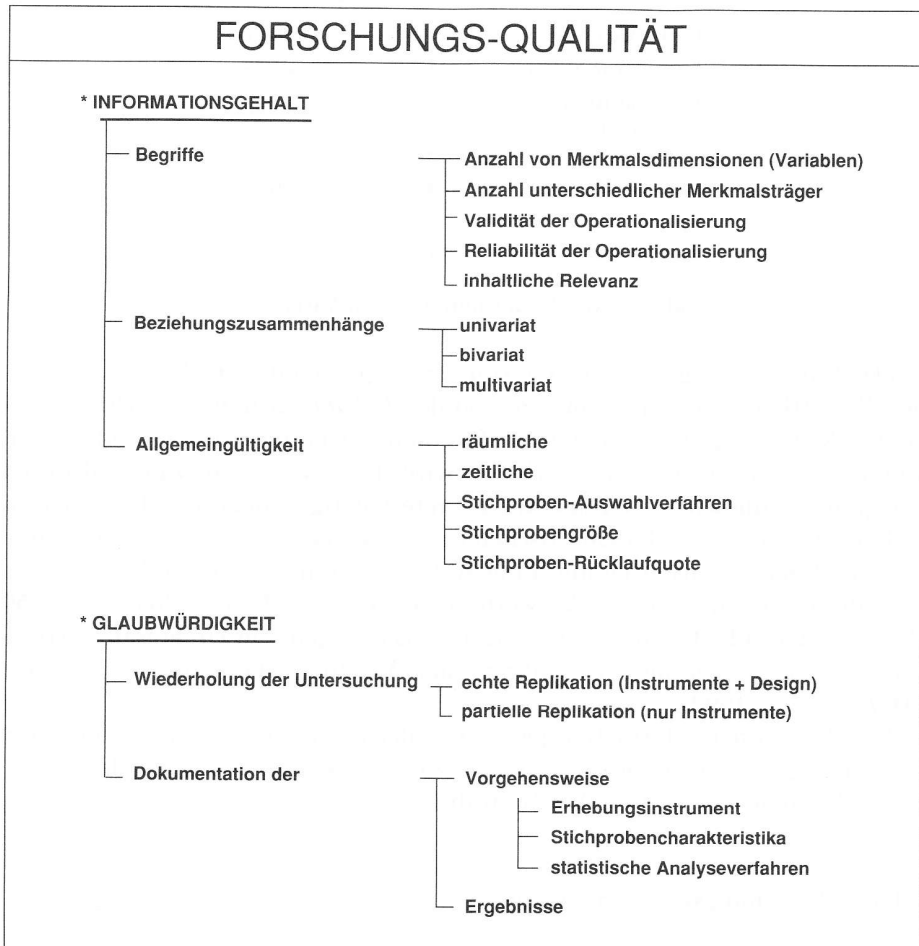 FORSCHUNGS-QUALITÄT
* INFORMATIONSGEHALT
Begriffe
Anzahl von Merkmalsdimensionen (Variablen)
Anzahl unterschiedlicher Merkmalsträger
Validität der Operationalisierung
Reliabilität der Operationalisierung
inhaltliche Relevanz
Beziehungszusammenhänge
univariat
bivariat
multivariat
Allgemeingültigkeit
räumliche
zeitliche
Stichproben-Auswahlverfahren
Stichprobengröße
Stichproben-Rücklaufquote
* GLAUBWÜRDIGKEIT
Wiederholung der Untersuchung
echte Replikation (Instrumente + Design)
partielle Replikation (nur Instrumente)
Dokumentation der
Vorgehensweise
Erhebungsinstrument
Stichprobencharakteristika
statistische Analyseverfahren
Ergebnisse